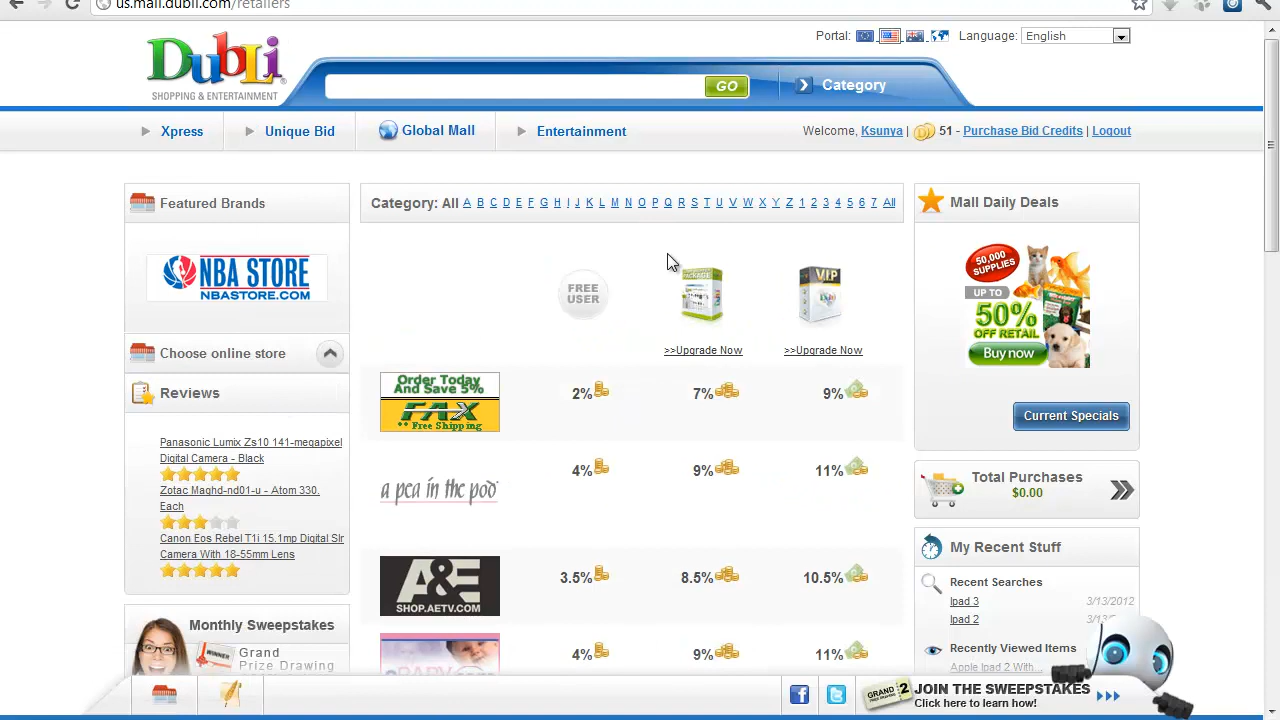 us.mall.dubli.com/retailers
Portal:
Language: English
DubLi
SHOPPING & ENTERTAINMENT
GO
Category
Xpress
Unique Bid
Global Mall
Entertainment
Welcome, Ksunya | 51 - Purchase Bid Credits | Logout
Featured Brands
NBA STORE
NBASTORE.COM
Choose online store
Reviews
Panasonic Lumix Zs10 141-megapixel
Digital Camera - Black
Zotac Maghd-nd01-u - Atom 330.
Each
Canon Eos Rebel T1i 15.1mp Digital Slr
Camera With 18-55mm Lens
Monthly Sweepstakes
WINNER
Grand
Prize Drawing
Category: All A B C D E F G H I J K L M N O P Q R S T U V W X Y Z 1 2 3 4 5 6 7 All
FREE
USER
PACKAGE
VIP
>>Upgrade Now
>>Upgrade Now
Order Today
And Save 5%
FAX
** Free Shipping
2%
7%
9%
a pea in the pod
4%
9%
11%
A&E
SHOP.AETV.COM
3.5%
8.5%
10.5%
4%
9%
11%
Mall Daily Deals
50,000
SUPPLIES
UP TO
50%
OFF RETAIL
Buy now
Current Specials
Total Purchases
$0.00
My Recent Stuff
Recent Searches
Ipad 3 3/13/2012
Ipad 2
Recently Viewed Items
Apple Ipad 2 With...
GRAND 2
JOIN THE SWEEPSTAKES
Click here to learn how!